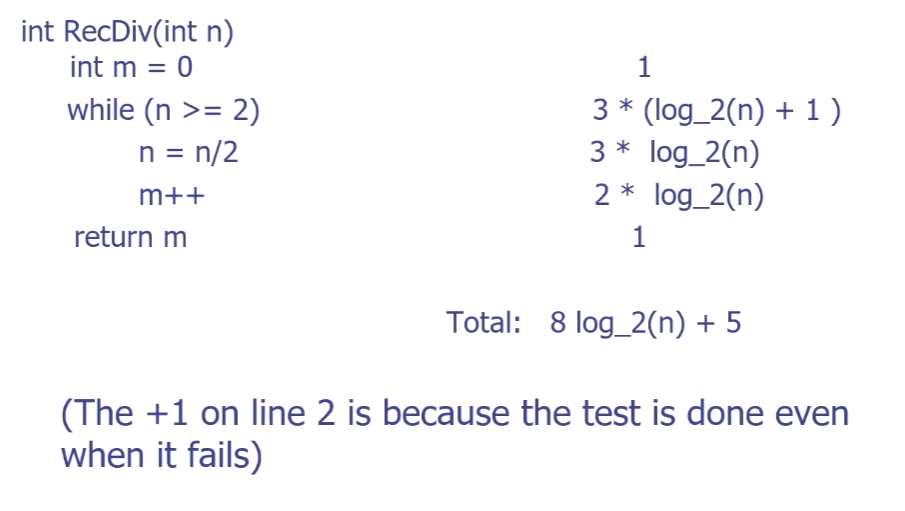 int RecDiv(int n)
int m = 0 1
while (n >= 2) 3 * (log_2(n) + 1 )
n = n/2 3 * log_2(n)
m++ 2 * log_2(n)
return m 1
Total: 8 log_2(n) + 5
(The +1 on line 2 is because the test is done even
when it fails)